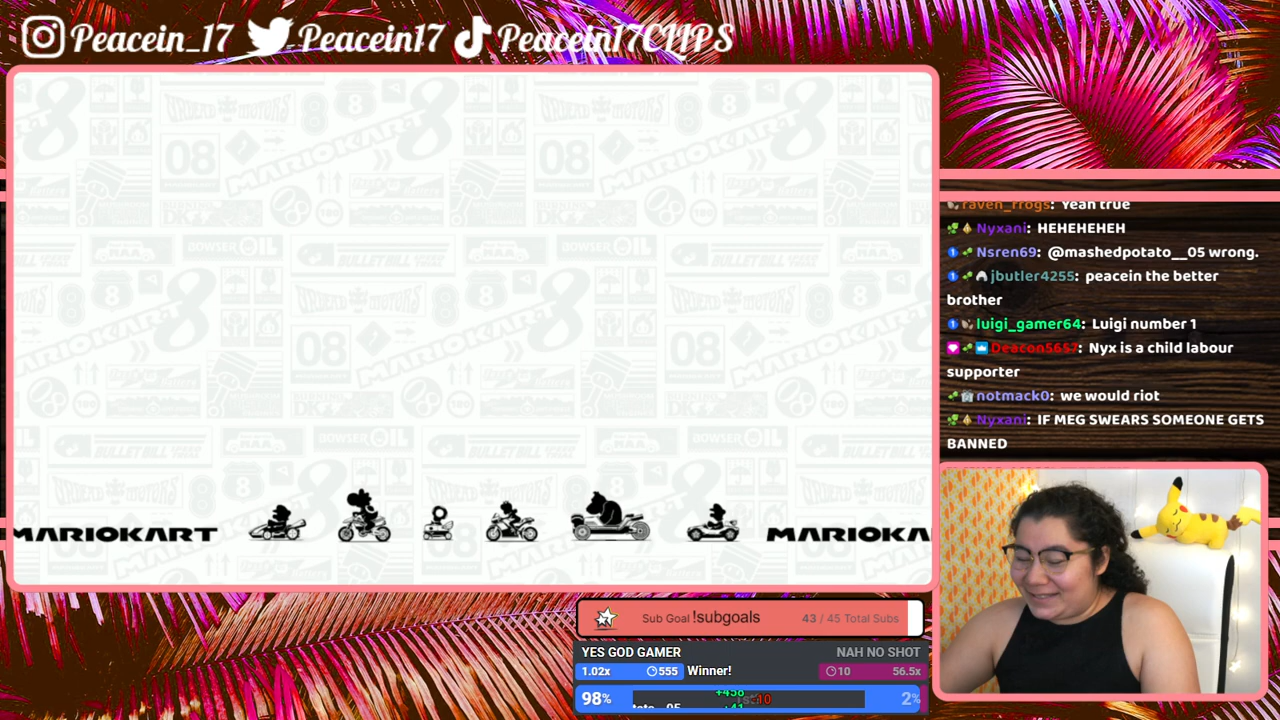 Peacein_17 Peacein17 Peacein17ClIPS
MARIOKART MARIOKA
raven_frogs: Yeah true
Nyxani: HEHEHEHEH
Nsren69: @mashedpotato__05 wrong.
jbutler4255: peacein the better
brother
luigi_gamer64: Luigi number 1
Deacon5657: Nyx is a child labour
supporter
notmack0: we would riot
Nyxani: IF MEG SWEARS SOMEONE GETS
BANNED
Sub Goal !subgoals 43 / 45 Total Subs
YES GOD GAMER NAH NO SHOT
1.02x 555 Winner! 10 56.5x
98% +458 10 2%